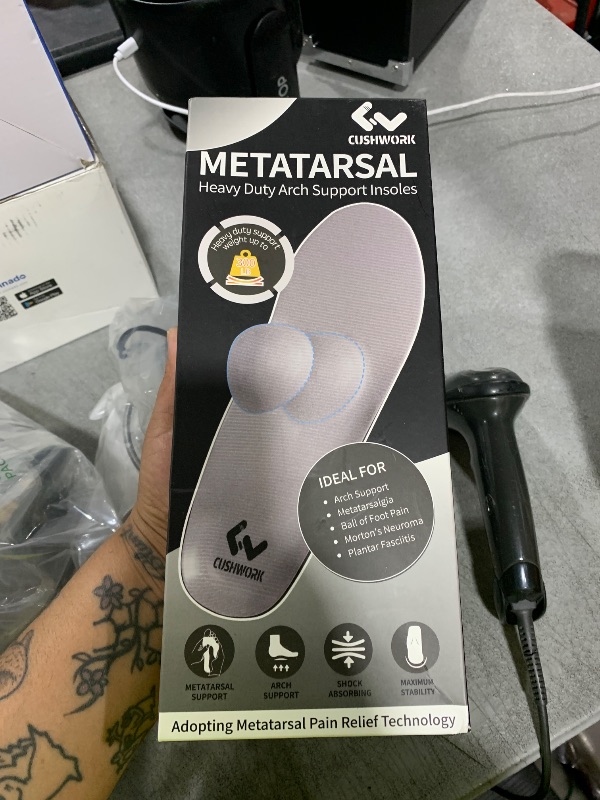 CUSHWORK
METATARSAL
Heavy Duty Arch Support Insoles
Heavy duty support
weight up to
IDEAL FOR
• Arch Support
• Metatarsalgia
• Ball of Foot Pain
• Morton's Neuroma
• Plantar Fasciitis
CUSHWORK
METATARSAL
SUPPORT
ARCH
SUPPORT
SHOCK
ABSORBING
MAXIMUM
STABILITY
Adopting Metatarsal Pain Relief Technology